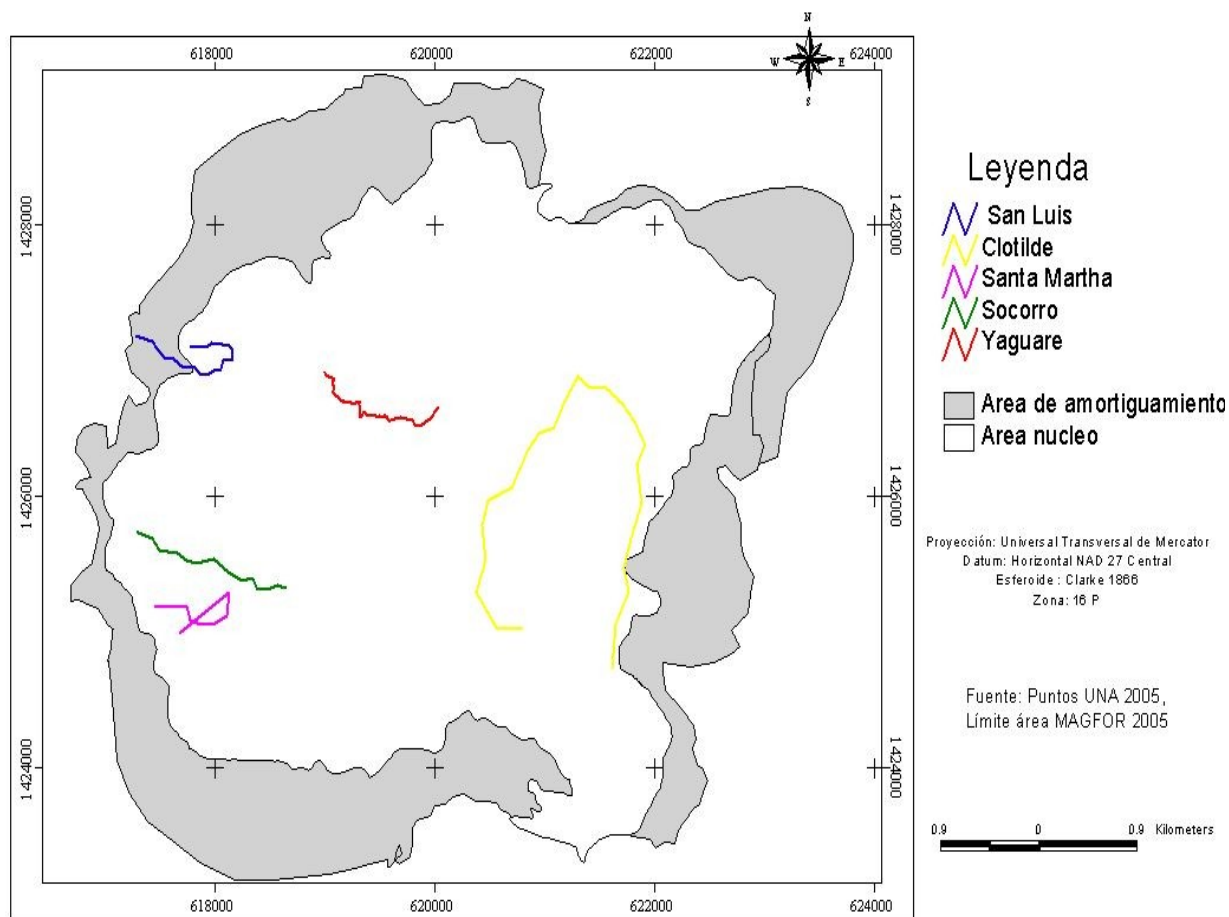 N
W E
S
618000 620000 622000 624000
1428000 1428000
1426000 1426000
1424000 1424000
618000 620000 622000 624000
Leyenda
San Luis
Clotilde
Santa Martha
Socorro
Yaguare
Area de amortiguamiento
Area nucleo
Proyección: Universal Transversal de Mercator
Datum: Horizontal NAD 27 Central
Esferoide : Clarke 1866
Zona: 16 P
Fuente: Puntos UNA 2005,
Límite área MAGFOR 2005
0.9 0 0.9 Kilometers